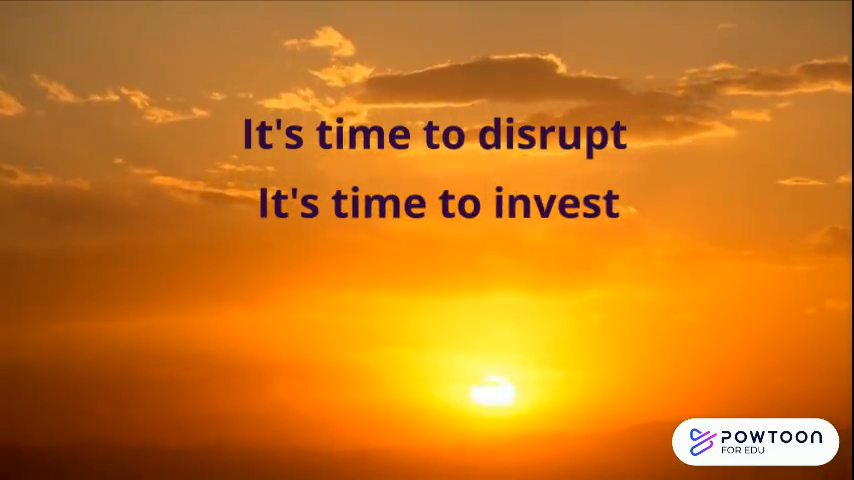 It's time to disrupt
It's time to invest
POWTOON
FOR EDU